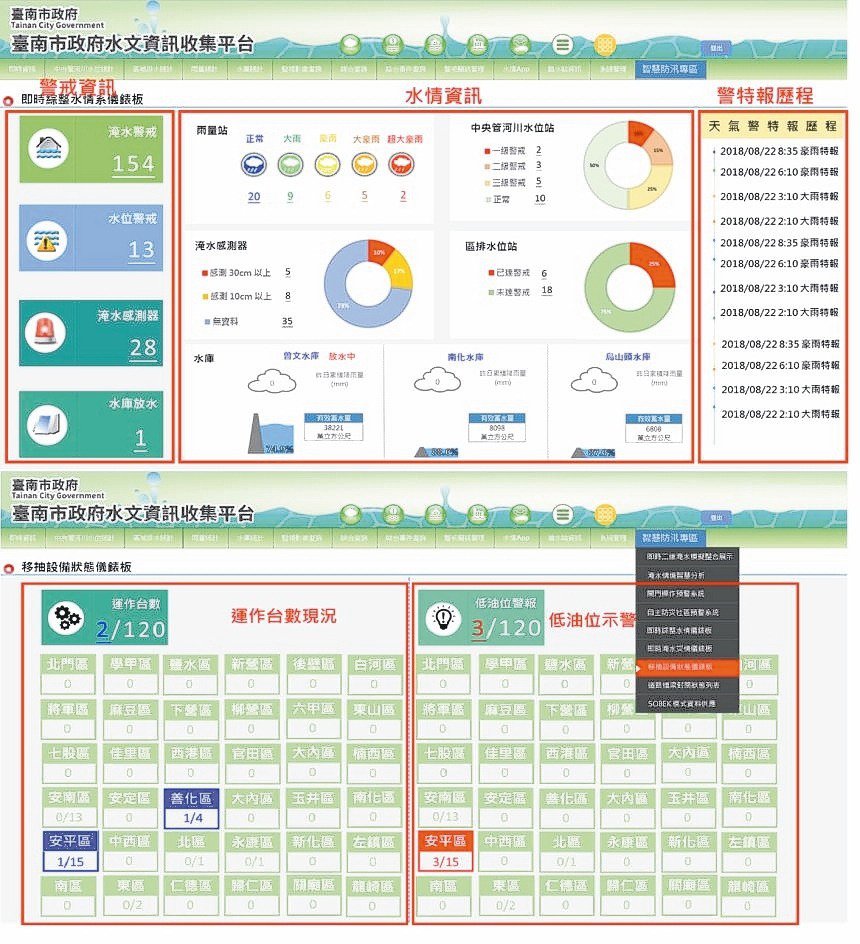 臺南市政府
Tainan City Government
臺南市政府水文資訊收集平台
登出
智慧防汛專區
警戒資訊
水情資訊
警特報歷程
即時綜整水情系儀錶板
淹水警戒
154
水位警戒
13
淹水感測器
28
水庫放水
1
雨量站
正常 大雨 豪雨 大豪雨 超大豪雨
20 9 6 5 2
中央管河川水位站
一級警戒 2
二級警戒 3
三級警戒 5
正常 10
50%
15%
25%
淹水感測器
感測 30cm 以上 5
感測 10cm 以上 8
無資料 35
10%
區排水位站
已達警戒 6
未達警戒 18
25%
75%
水庫
曾文水庫 放水中
0
昨日累積降雨量
(mm)
有效蓄水量
38221
萬立方公尺
南化水庫
0
昨日累積降雨量
(mm)
有效蓄水量
8098
萬立方公尺
烏山頭水庫
0
昨日累積降雨量
(mm)
有效蓄水量
6808
萬立方公尺
天氣警特報歷程
2018/08/22 8:35 豪雨特報
2018/08/22 6:10 豪雨特報
2018/08/22 3:10 大雨特報
2018/08/22 2:10 大雨特報
2018/08/22 8:35 豪雨特報
2018/08/22 6:10 豪雨特報
2018/08/22 3:10 大雨特報
2018/08/22 2:10 大雨特報
2018/08/22 8:35 豪雨特報
2018/08/22 6:10 豪雨特報
2018/08/22 3:10 大雨特報
2018/08/22 2:10 大雨特報
臺南市政府
Tainan City Government
臺南市政府水文資訊收集平台
登出
智慧防汛專區
即時二維淹水模擬整合展示
淹水情資智慧分析
閘門操作預警系統
自主防災社區預警系統
即時綜整水情儀錶板
即時淹水災情儀錶板
移抽設備狀態儀錶板
道路橋梁封閉狀態列表
SOBEK 模式資料供應
移抽設備狀態儀錶板
運作台數
2/120
運作台數現況
北門區 學甲區 鹽水區 新營區 後壁區 白河區
0 0 0 0 0 0
將軍區 麻豆區 下營區 柳營區 六甲區 東山區
0 0 0 0 0 0
七股區 佳里區 西港區 官田區 大內區 楠西區
0 0 0 0 0 0
安南區 安定區 善化區 大內區 玉井區 南化區
0/13 0 1/4 0 0 0
安平區 中西區 北區 永康區 新化區 左鎮區
1/15 0 0/1 0/1 0 0
南區 東區 仁德區 歸仁區 關廟區 龍崎區
0 0/2 0 0 0 0
低油位警報
3/120
低油位示警
北門區 學甲區 鹽水區 新營 河區
0 0 0 0 0 0
將軍區 麻豆區 下營區 柳營 山區
0 0 0 0 0 0
七股區 佳里區 西港區 官田區 大內區 楠西區
0 0 0 0 0 0
安南區 安定區 善化區 大內區 玉井區 南化區
0/13 0 0 0 0 0
安平區 中西區 北區 永康區 新化區 左鎮區
3/15 0 0/1 0 0 0
南區 東區 仁德區 歸仁區 關廟區 龍崎區
0 0/2 0 0 0 0